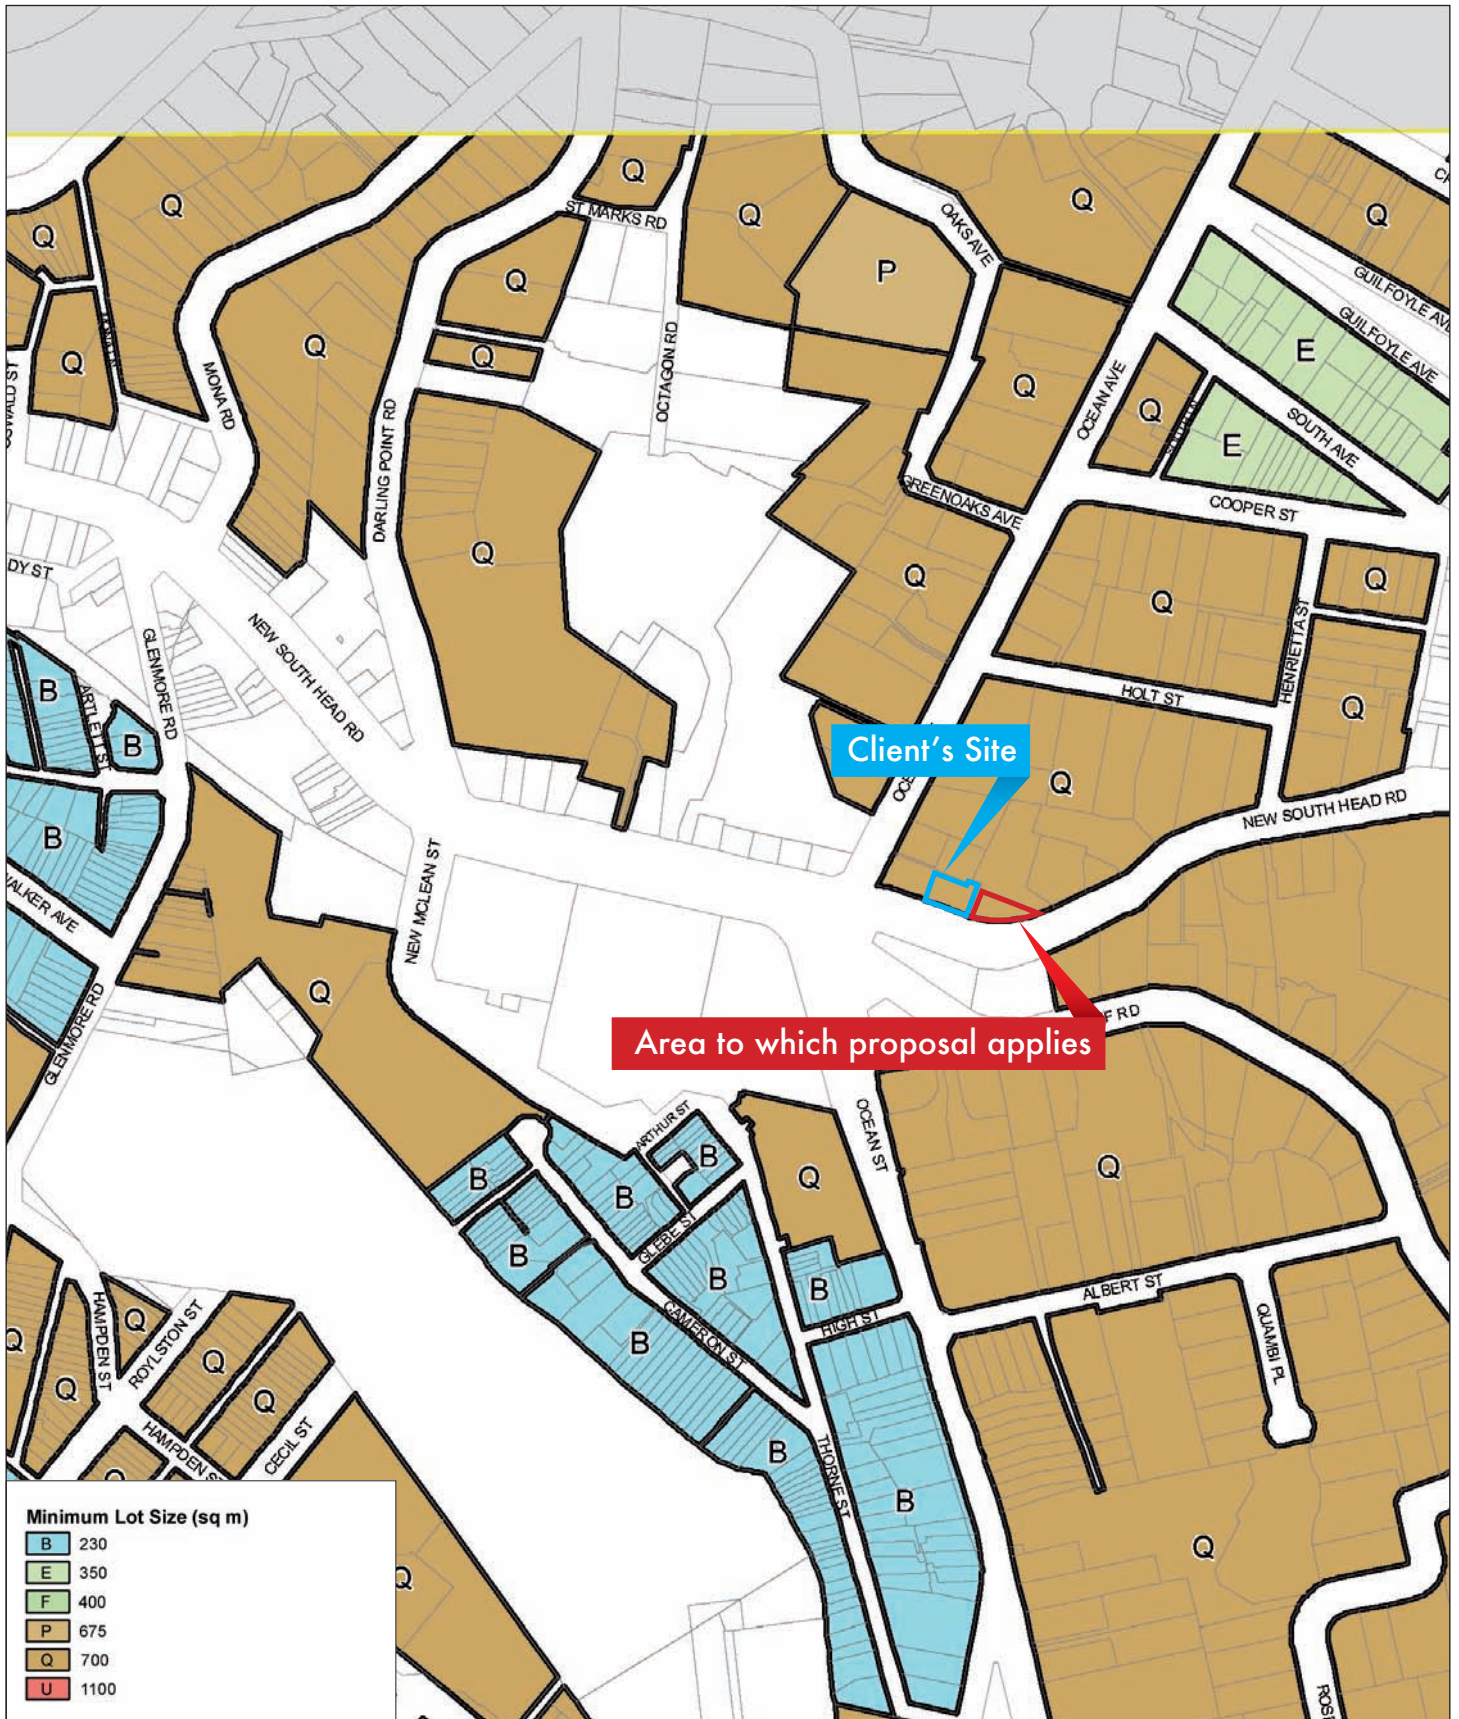 Q
Q
Q
Q
ST MARKS RD
OAKS AVE
Q
P
Q
Q
Q
MONA RD
Q
Q
OCTAGON RD
DARLING POINT RD
Q
OCEAN AVE
Q
GUILFOYLE AVE
GUILFOYLE AVE
E
SOUTH AVE
Q
E
COOPER ST
Q
GREENOAKS AVE
Q
Q
Q
HENRIETTA ST
HOLT ST
Q
GLENMORE RD
NEW SOUTH HEAD RD
B
B
B
Client's Site
Q
NEW SOUTH HEAD RD
NEW MCLEAN ST
GLENMORE RD
Q
Area to which proposal applies
F RD
OCEAN ST
ARTHUR ST
B
B
B
Q
Q
GLEBE ST
B
B
B
ALBERT ST
HIGH ST
CAMERON ST
B
QUAMBI PL
HAMPDEN ST
Q
ROYLSTON ST
Q
Q
Q
Q
HAMPDEN ST
CECIL ST
B
THORNE ST
B
Q
Q
Minimum Lot Size (sq m)
B 230
E 350
F 400
P 675
Q 700
U 1100